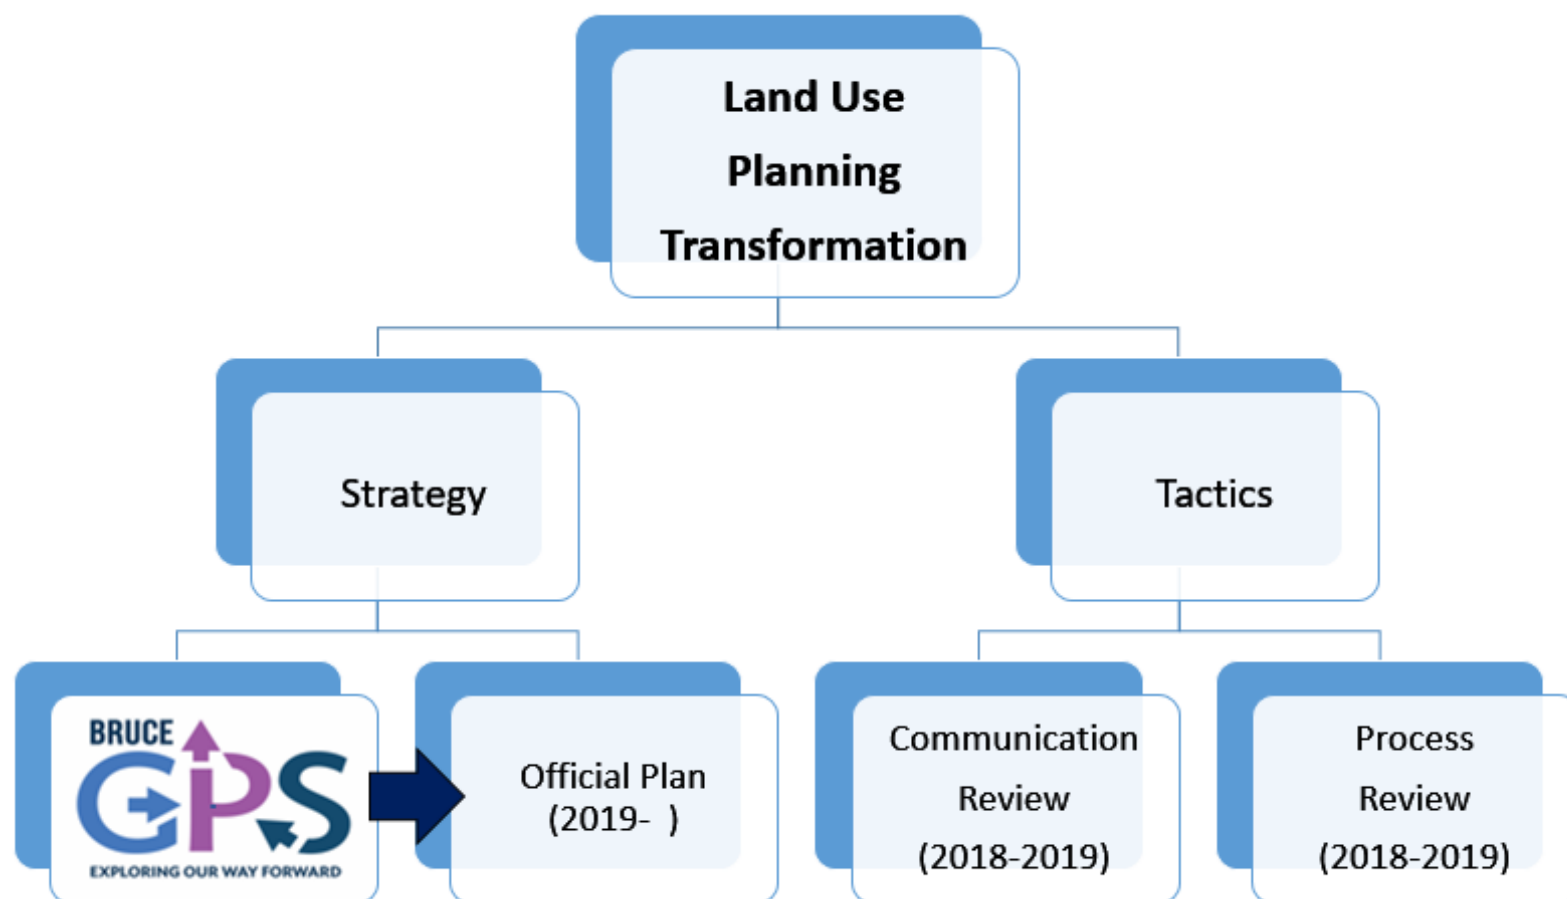 Land Use
Planning
Transformation
Strategy
Tactics
BRUCE
GPS
EXPLORING OUR WAY FORWARD
Official Plan
(2019-  )
Communication
Review
(2018-2019)
Process
Review
(2018-2019)